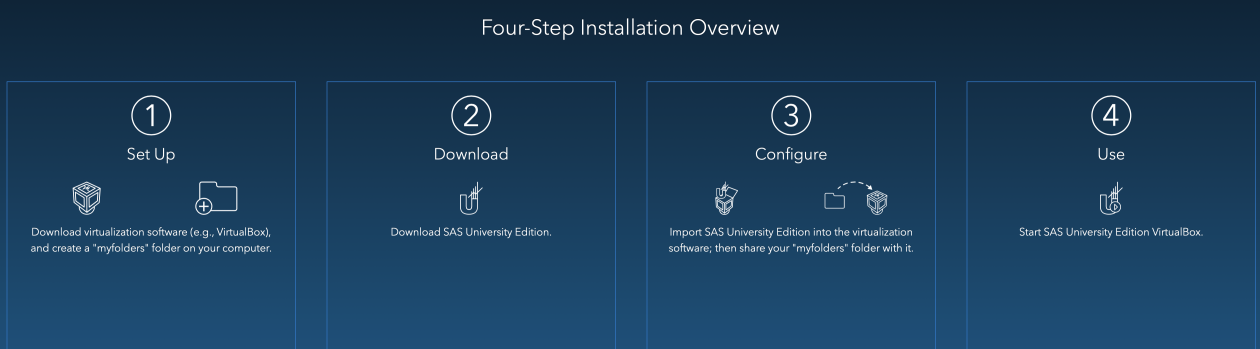 Four-Step Installation Overview
1
Set Up
Download virtualization software (e.g., VirtualBox),
and create a "myfolders" folder on your computer.
2
Download
Download SAS University Edition.
3
Configure
Import SAS University Edition into the virtualization
software; then share your "myfolders" folder with it.
4
Use
Start SAS University Edition VirtualBox.